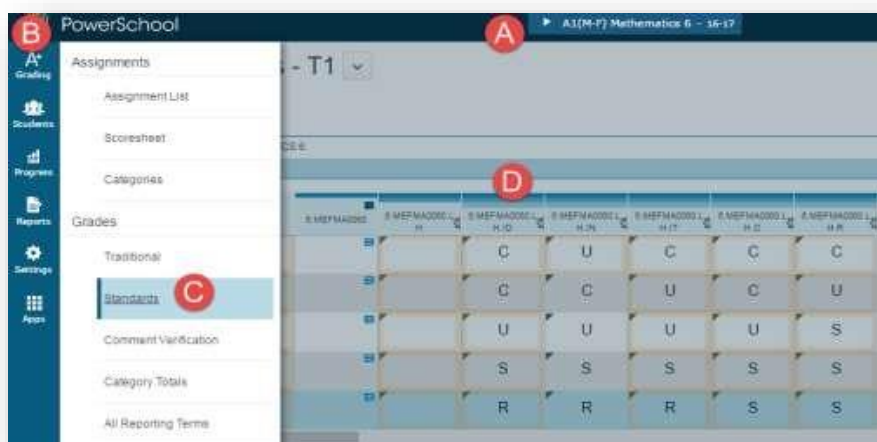 B
PowerSchool
A
A1(M-F) Mathematics 6 - 16-17
A+
Grading
Students
Progress
Reports
Settings
Apps
Assignments
Assignment List
Scoresheet
Categories
Grades
Traditional
Standards
C
Comment Verification
Category Totals
All Reporting Terms
- T1
D
C U C C C
C C U C U
U U U U S
S S S S S
R R R S S